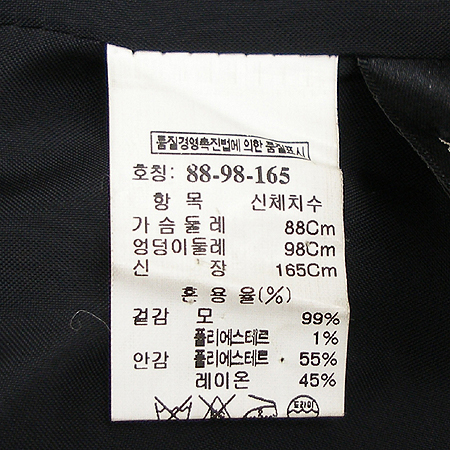 품질경영촉진법에 의한 품질표시
호칭: 88-98-165
항 목 신체치수
가 슴 둘 레 88Cm
엉덩이둘레 98Cm
신 장 165Cm
혼 용 율(%)
겉감 모 99%
폴리에스테르 1%
안감 폴리에스테르 55%
레이온 45%
드라이